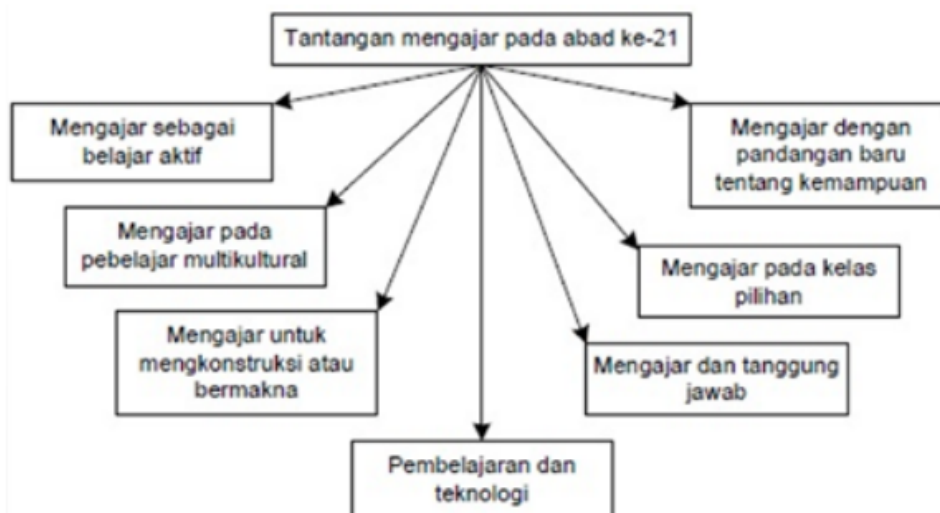 Tantangan mengajar pada abad ke-21
Mengajar sebagai
belajar aktif
Mengajar dengan
pandangan baru
tentang kemampuan
Mengajar pada
pebelajar multikultural
Mengajar pada kelas
pilihan
Mengajar untuk
mengkonstruksi atau
bermakna
Mengajar dan tanggung
jawab
Pembelajaran dan
teknologi